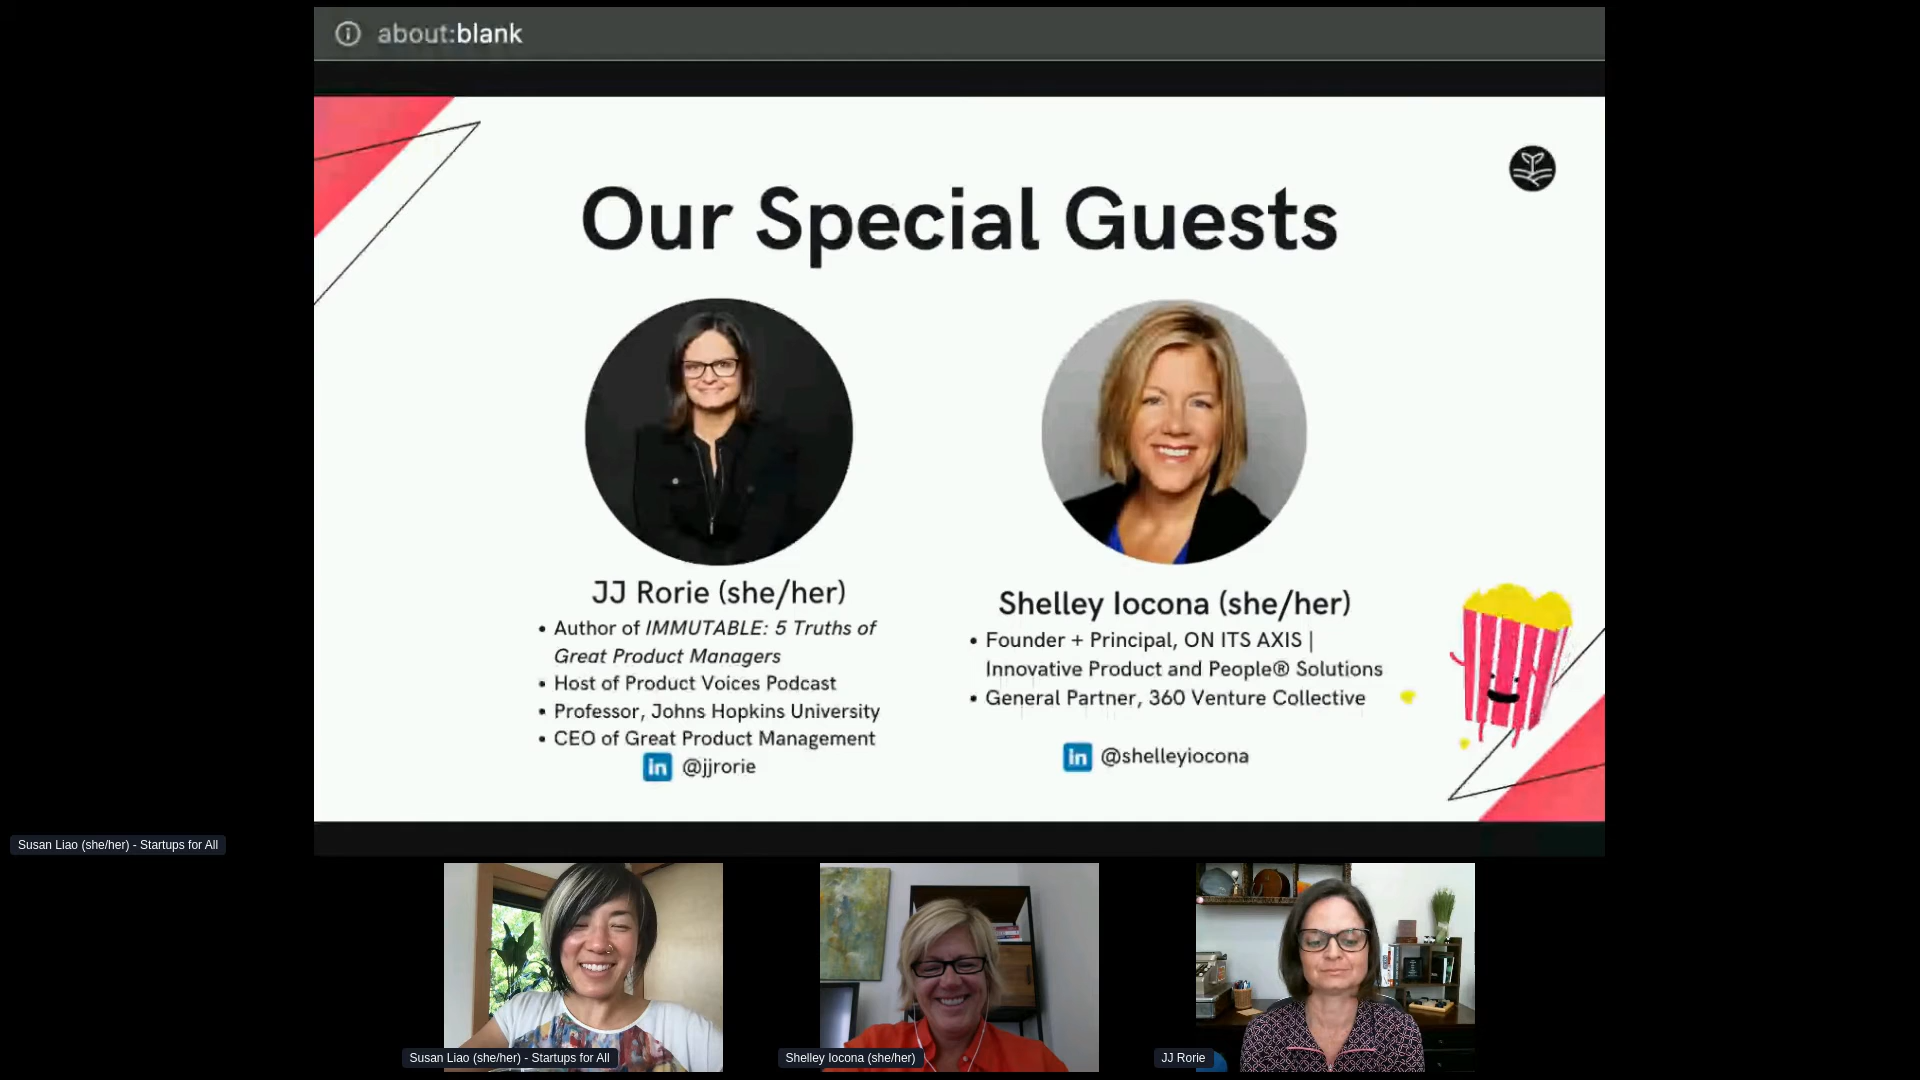 about:blank
Our Special Guests
JJ Rorie (she/her)
• Author of IMMUTABLE: 5 Truths of
Great Product Managers
• Host of Product Voices Podcast
• Professor, Johns Hopkins University
• CEO of Great Product Management
in @jjrorie
Shelley Iocona (she/her)
• Founder + Principal, ON ITS AXIS |
Innovative Product and People® Solutions
• General Partner, 360 Venture Collective
in @shelleyiocona
Susan Liao (she/her) - Startups for All
Susan Liao (she/her) - Startups for All
Shelley Iocona (she/her)
JJ Rorie